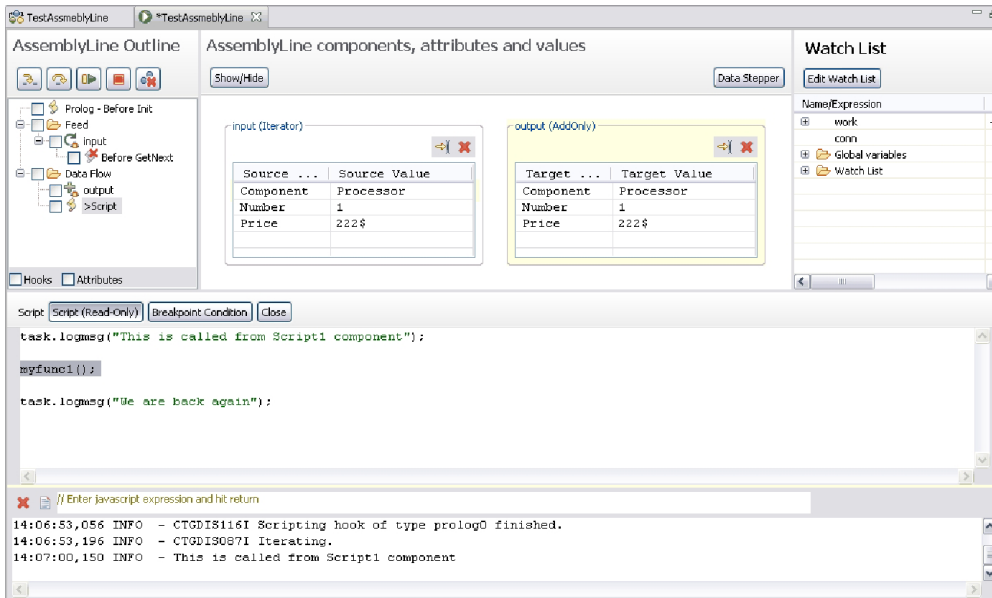 TestAssmeblyLine
*TestAssmeblyLine
AssemblyLine Outline
Prolog - Before Init
Feed
input
Before GetNext
Data Flow
output
>Script
Hooks
Attributes
AssemblyLine components, attributes and values
Show/Hide
Data Stepper
input (Iterator)
Source ... Source Value
Component Processor
Number 1
Price 222$
output (AddOnly)
Target ... Target Value
Component Processor
Number 1
Price 222$
Watch List
Edit Watch List
Name/Expression
work
conn
Global variables
Watch List
Script Script (Read-Only) Breakpoint Condition Close
task.logmsg("This is called from Script1 component");
myfunc1();
task.logmsg("We are back again");
// Enter javascript expression and hit return
14:06:53,056 INFO - CTGDIS116I Scripting hook of type prolog0 finished.
14:06:53,196 INFO - CTGDIS087I Iterating.
14:07:00,150 INFO - This is called from Script1 component